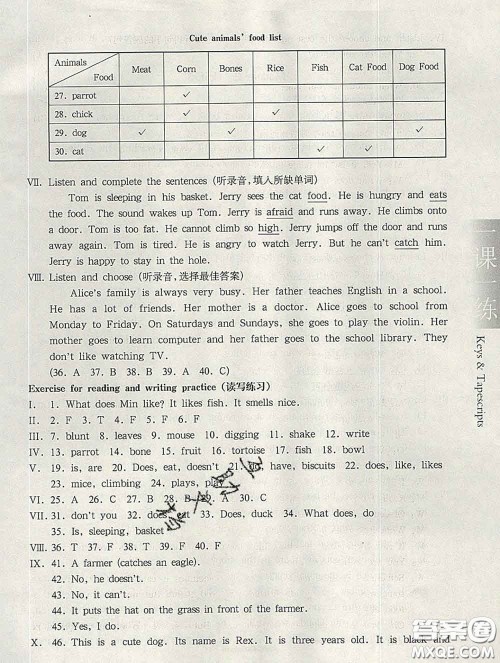 Cute animals' food list
Animals Food Meat Corn Bones Rice Fish Cat Food Dog Food
27. parrot ✓
28. chick ✓ ✓
29. dog ✓ ✓ ✓
30. cat ✓ ✓
VII. Listen and complete the sentences (听录音,填入所缺单词)
Tom is sleeping in his basket. Jerry sees the cat food. He is hungry and eats
the food. The sound wakes up Tom. Jerry is afraid and runs away. He climbs onto
a door. Tom is too fat. He cannot climb so high. Jerry jumps off the door and runs
away again. Tom is tired. He is angry to watch Jerry. But he can't catch him.
Jerry is happy to stay in the hole.
VIII. Listen and choose (听录音,选择最佳答案)
Alice's family is always very busy. Her father teaches English in a school.
He has a lot of friends. Her mother is a doctor. Alice goes to school from
Monday to Friday. On Saturdays and Sundays, she goes to play the violin. Her
mother goes to learn computer and her father goes to the school library. They
don't like watching TV.
(36. A 37. B 38. B 39. C 40. C)
Exercise for reading and writing practice (读写练习)
I. 1. What does Min like? It likes fish. It smells nice.
II. 2. F 3. T 4. F 5. F 6. F
III. 7. blunt 8. leaves 9. mouse 10. digging 11. shake 12. write
IV. 13. parrot 14. bone 15. fruit 16. tortoise 17. fish 18. bowl
V. 19. is, are 20. Does, eat, doesn't 21. do, have, biscuits 22. does, like, likes
23. mice, climbing 24. plays, play
VI. 25. A 26. C 27. B 28. B 29. A 30. C
VII. 31. don't you 32. does, eat 33. Does, duck 34. What does, do
35. Is, sleeping, basket
VIII. 36. T 37. F 38. T 39. F 40. F
IX. 41. A farmer (catches an eagle).
42. No, he doesn't.
43. No, it can't.
44. It puts the hat on the grass in front of the farmer.
45. Yes, I do.
X. 46. This is a cute dog. Its name is Rex. It is three years old. It is black and
一课一练
Keys & Tapescripts
答案圈
MXQE.COM